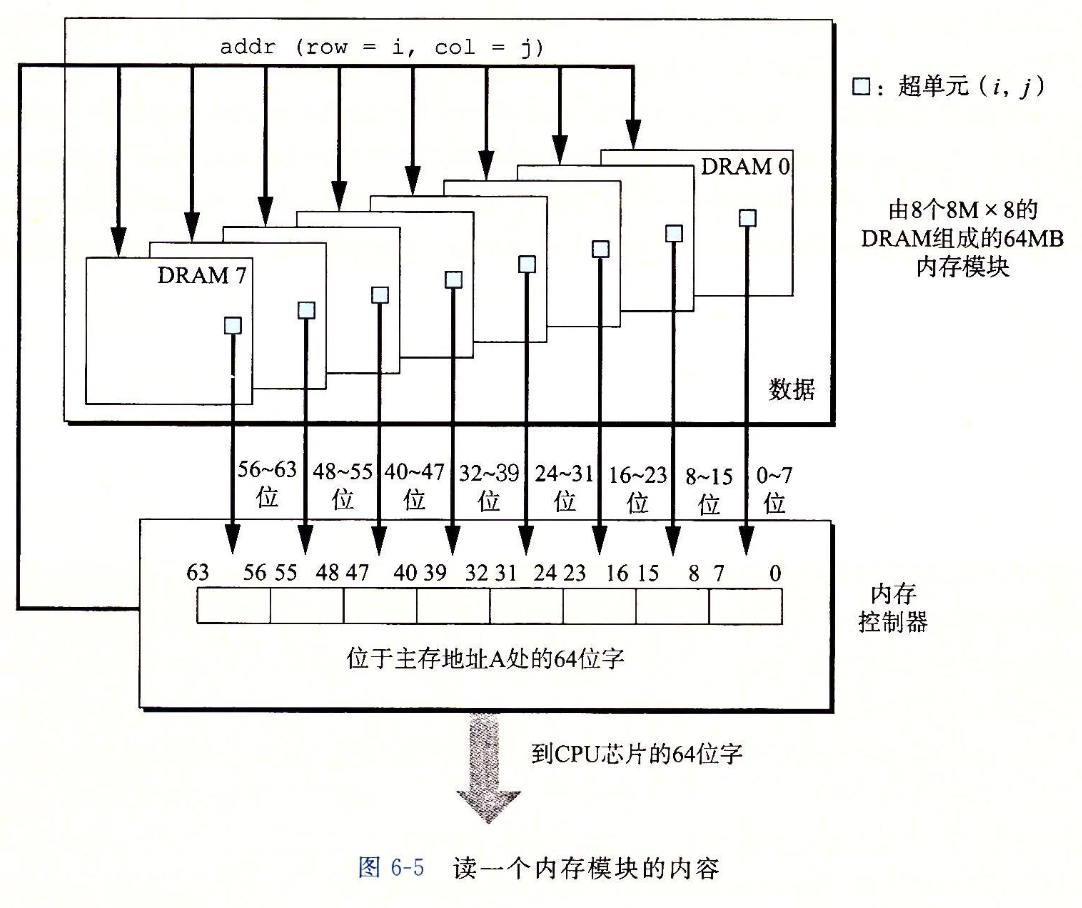 addr (row = i, col = j)
□：超单元（i, j）
DRAM 0
由8个8M × 8的
DRAM组成的64MB
内存模块
DRAM 7
数据
56~63
位
48~55
位
40~47
位
32~39
位
24~31
位
16~23
位
8~15
位
0~7
位
63 56 55 48 47 40 39 32 31 24 23 16 15 8 7 0
内存
控制器
位于主存地址A处的64位字
到CPU芯片的64位字
图 6-5 读一个内存模块的内容